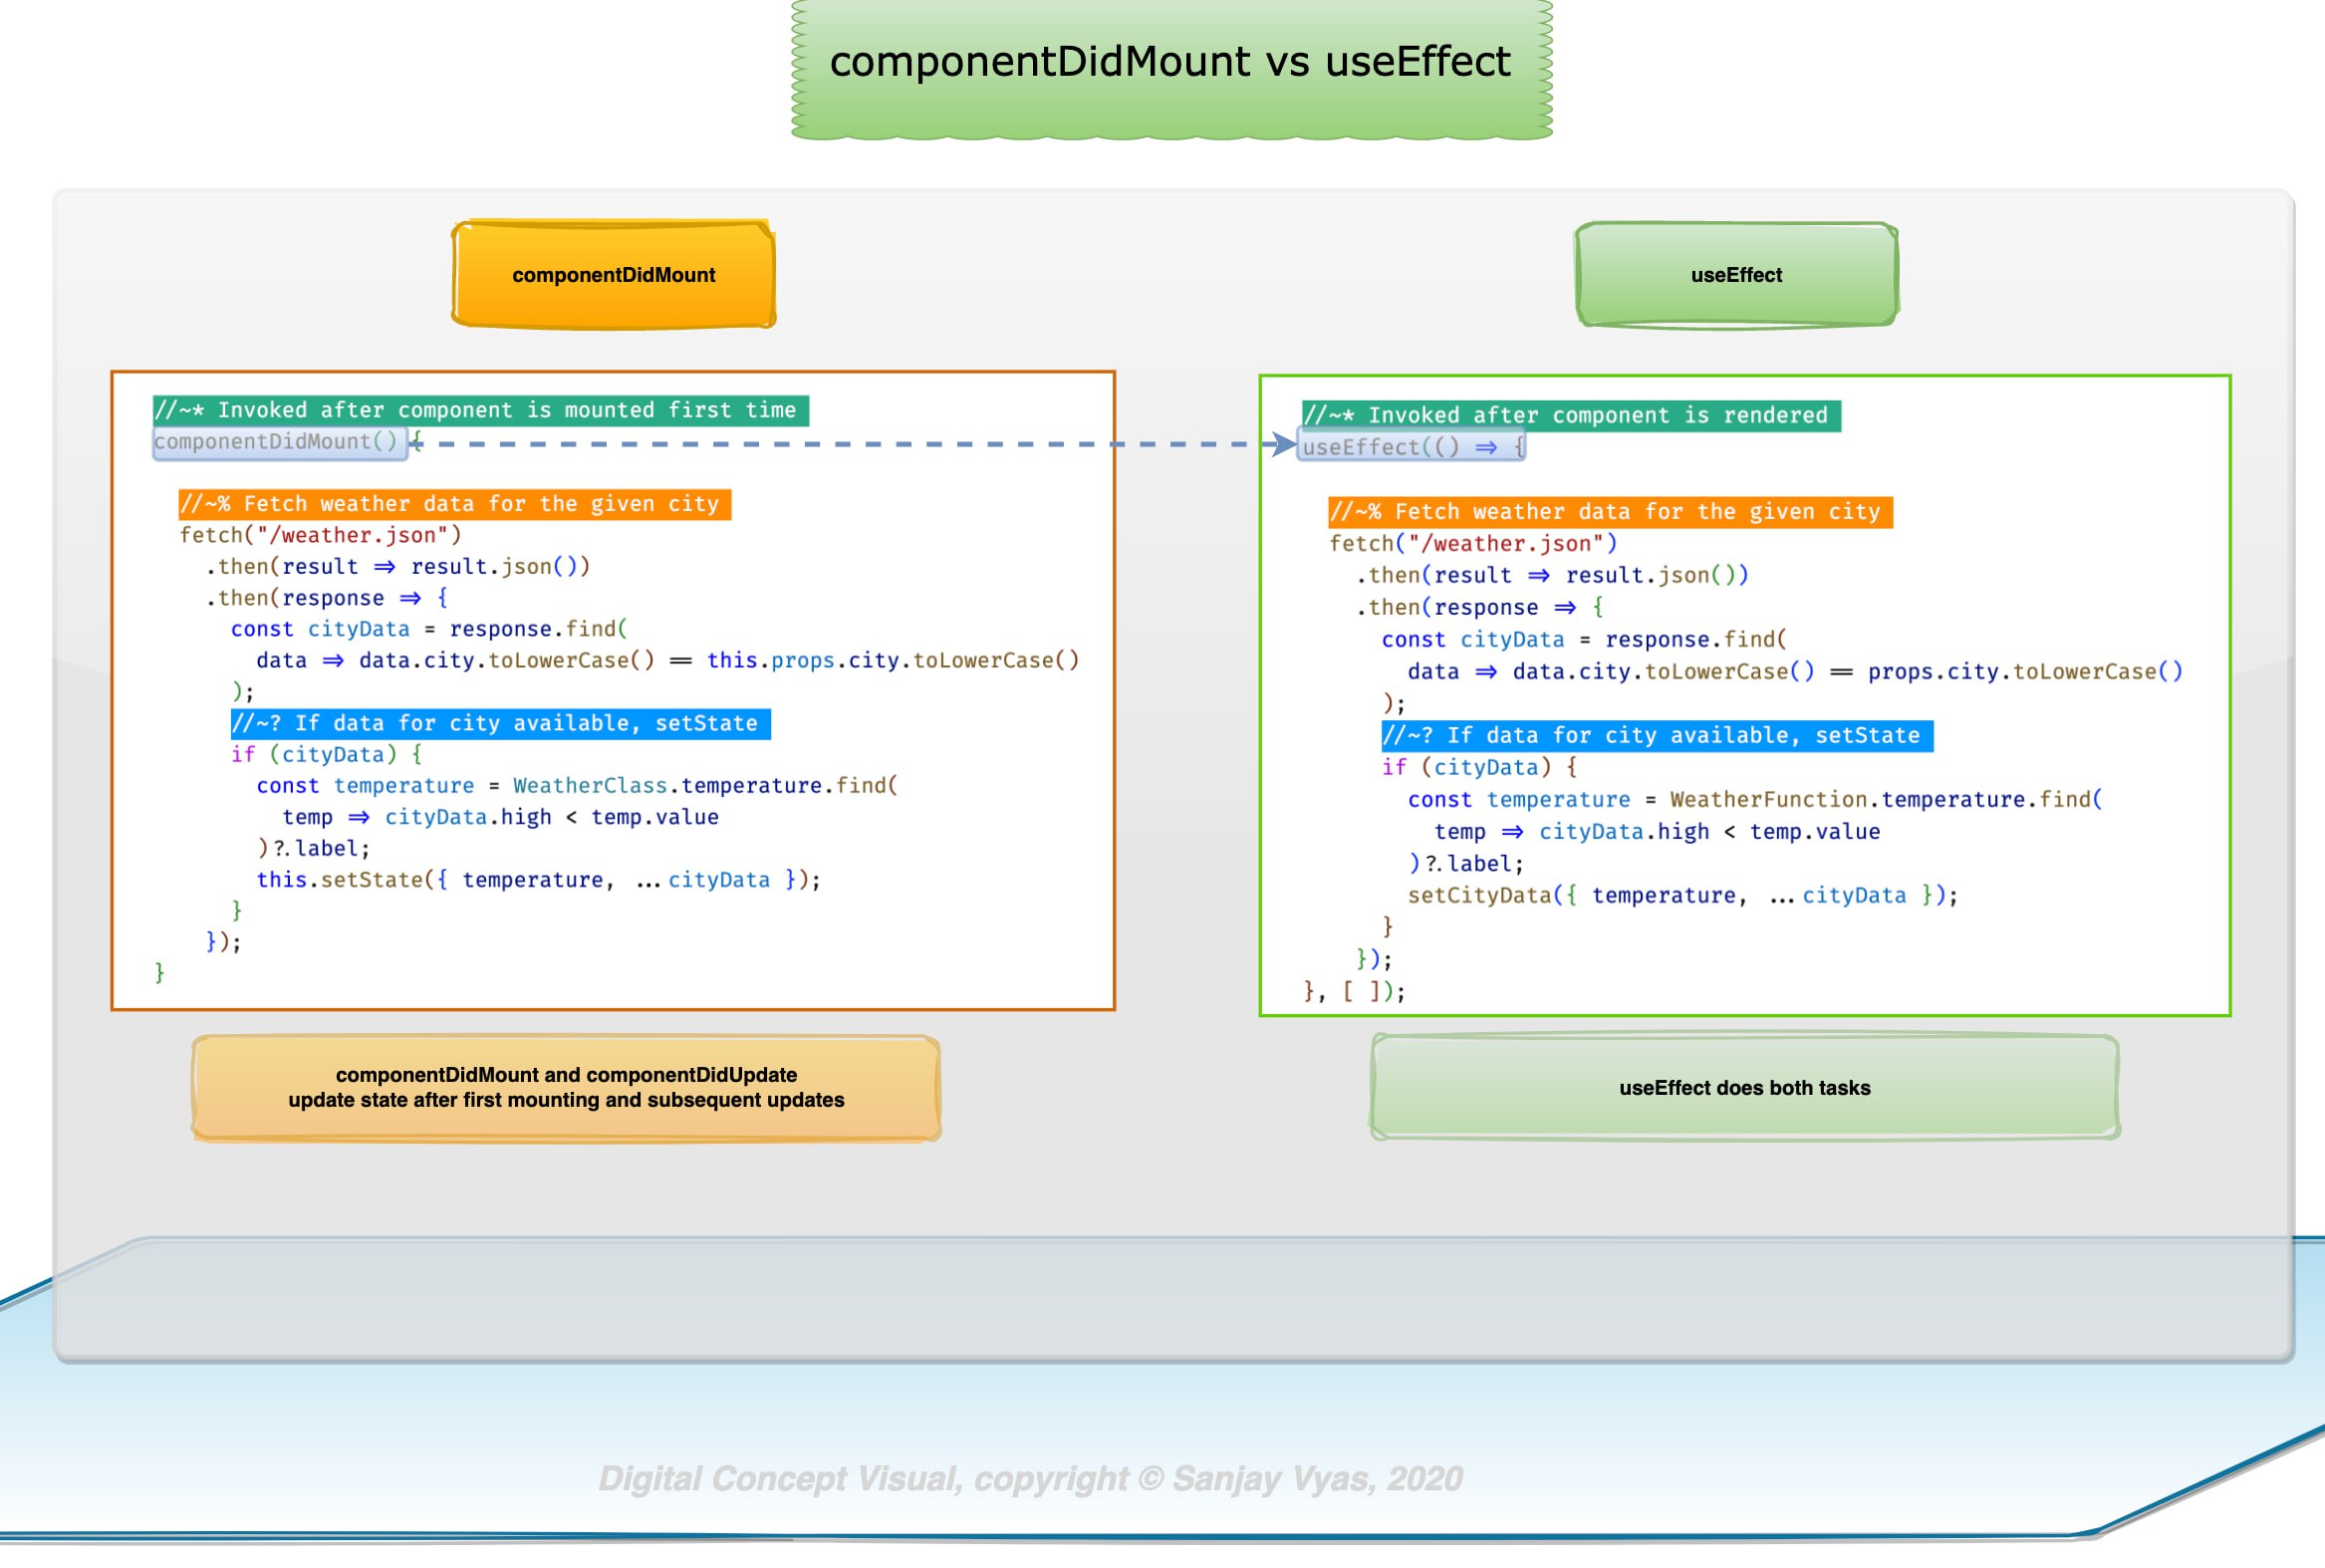 componentDidMount vs useEffect
componentDidMount
//~* Invoked after component is mounted first time
componentDidMount() {
//~% Fetch weather data for the given city
fetch("/weather.json")
.then(result => result.json())
.then(response => {
const cityData = response.find(
data => data.city.toLowerCase() == this.props.city.toLowerCase()
);
//~? If data for city available, setState
if (cityData) {
const temperature = WeatherClass.temperature.find(
temp => cityData.high < temp.value
)?.label;
this.setState({ temperature, ...cityData });
}
});
}
componentDidMount and componentDidUpdate
update state after first mounting and subsequent updates
useEffect
//~* Invoked after component is rendered
useEffect(() => {
//~% Fetch weather data for the given city
fetch("/weather.json")
.then(result => result.json())
.then(response => {
const cityData = response.find(
data => data.city.toLowerCase() == props.city.toLowerCase()
);
//~? If data for city available, setState
if (cityData) {
const temperature = WeatherFunction.temperature.find(
temp => cityData.high < temp.value
)?.label;
setCityData({ temperature, ...cityData });
}
});
}, [ ]);
useEffect does both tasks
Digital Concept Visual, copyright © Sanjay Vyas, 2020